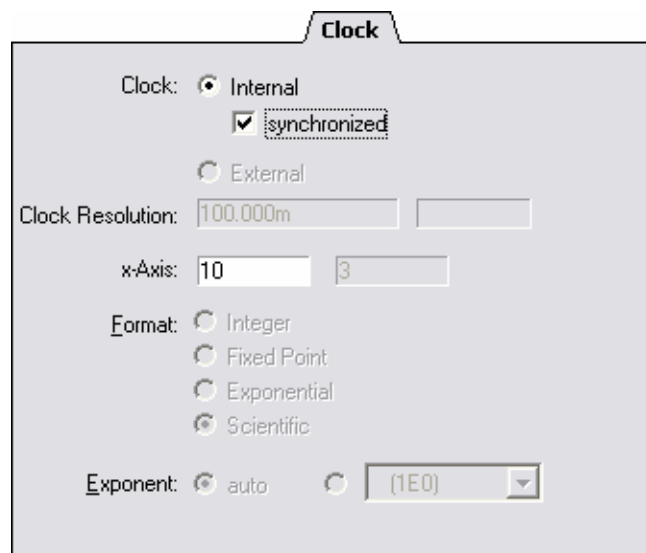 Clock
Clock: Internal
synchronized
External
Clock Resolution: 100.000m
x-Axis: 10 3
Format: Integer
Fixed Point
Exponential
Scientific
Exponent: auto (1E0)